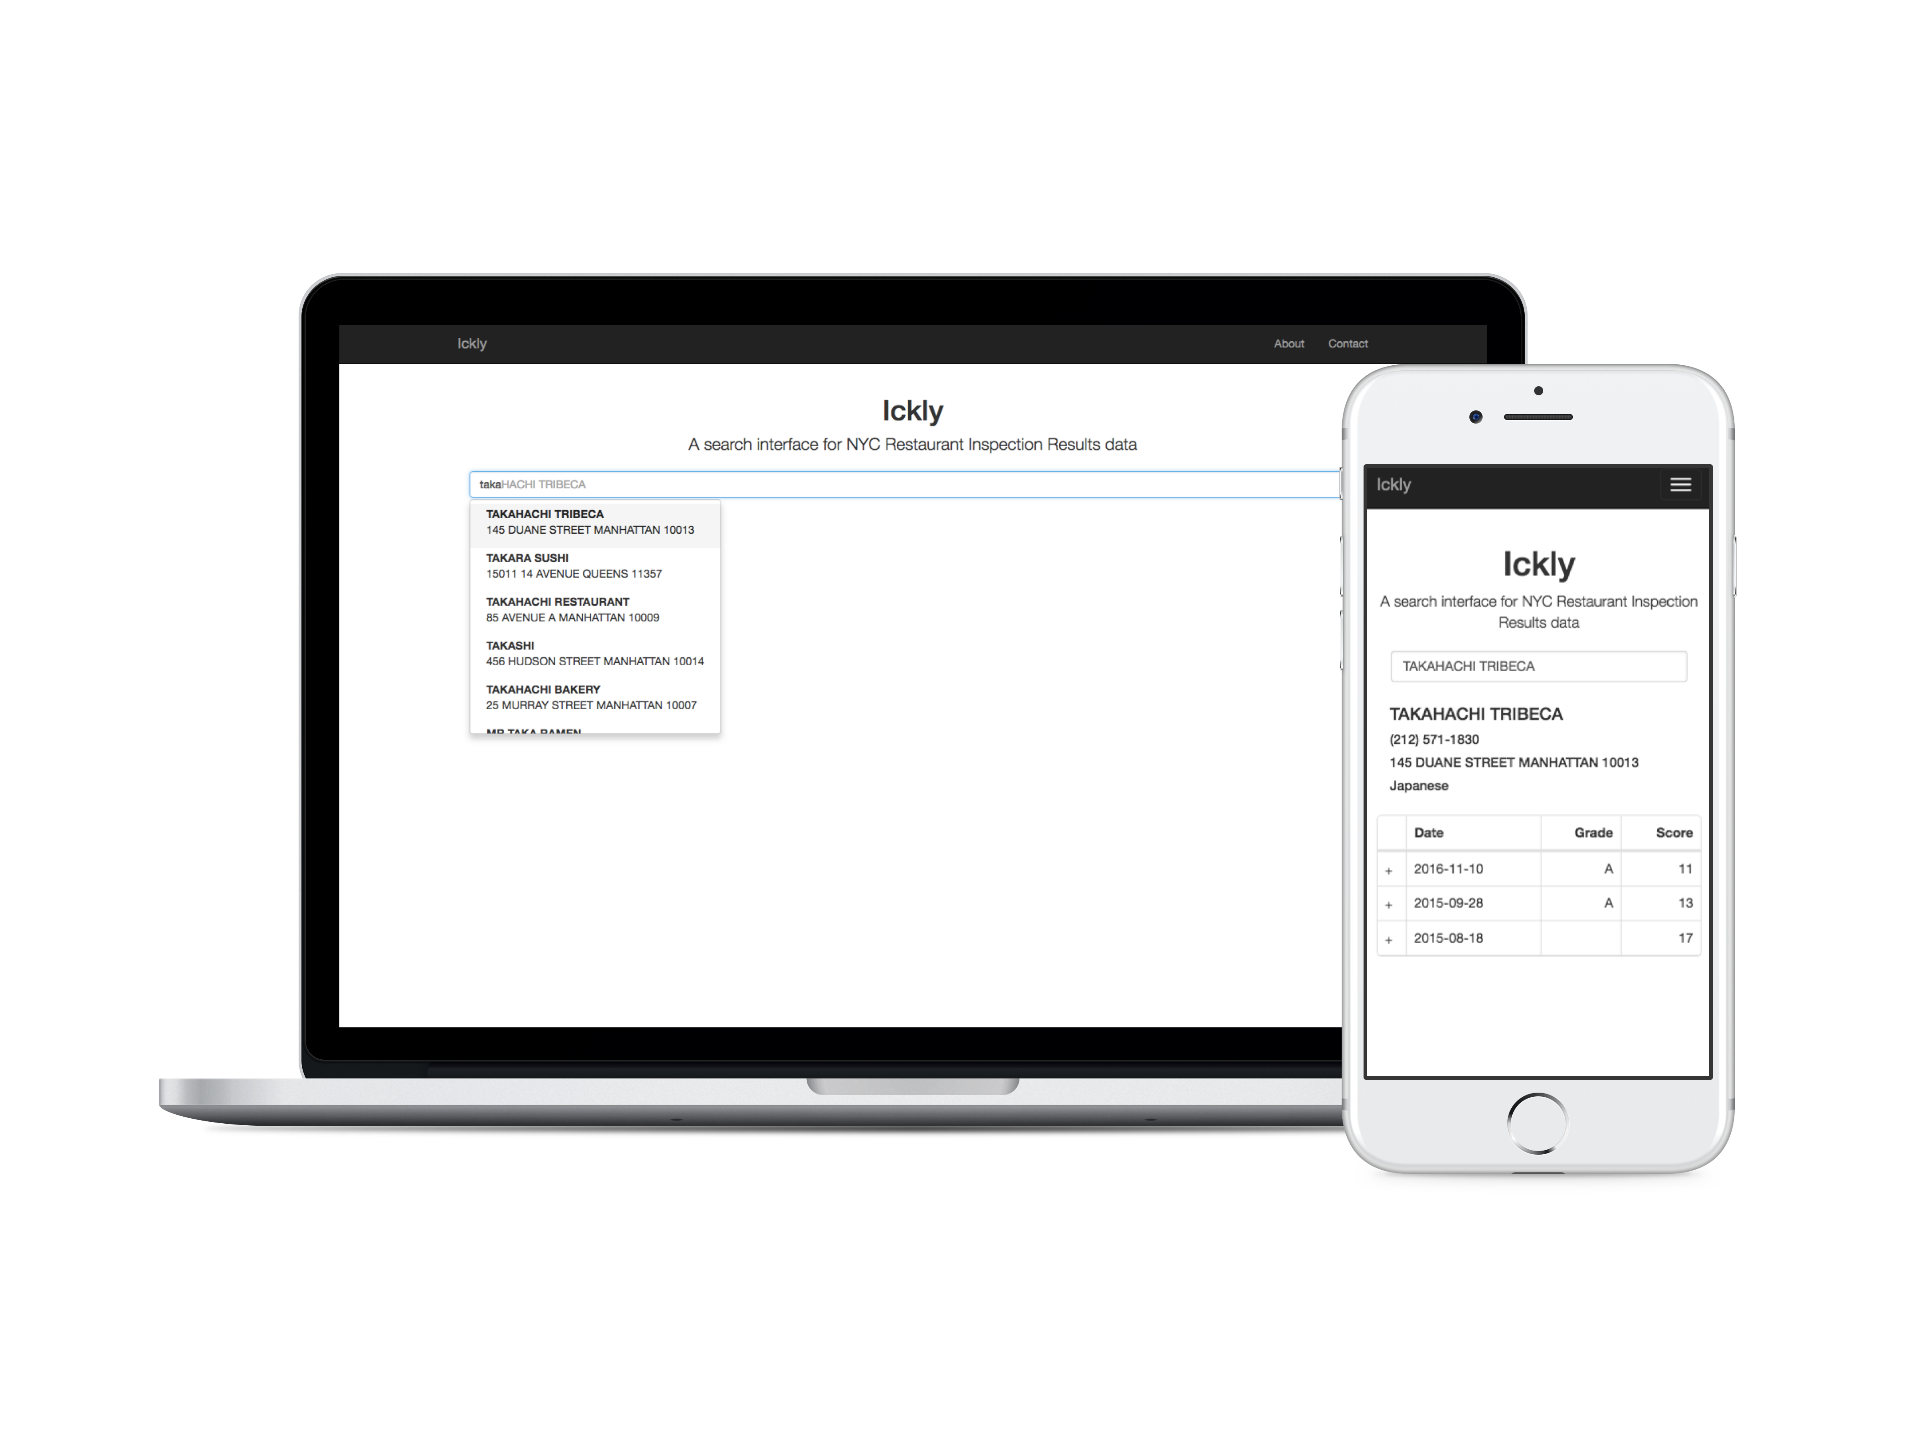 Ickly
About Contact
Ickly
A search interface for NYC Restaurant Inspection Results data
takaHACHI TRIBECA
TAKAHACHI TRIBECA
145 DUANE STREET MANHATTAN 10013
TAKARA SUSHI
15011 14 AVENUE QUEENS 11357
TAKAHACHI RESTAURANT
85 AVENUE A MANHATTAN 10009
TAKASHI
456 HUDSON STREET MANHATTAN 10014
TAKAHACHI BAKERY
25 MURRAY STREET MANHATTAN 10007
MR TAKA RAMEN
Ickly
Ickly
A search interface for NYC Restaurant Inspection
Results data
TAKAHACHI TRIBECA
TAKAHACHI TRIBECA
(212) 571-1830
145 DUANE STREET MANHATTAN 10013
Japanese
Date Grade Score
+ 2016-11-10 A 11
+ 2015-09-28 A 13
+ 2015-08-18 17